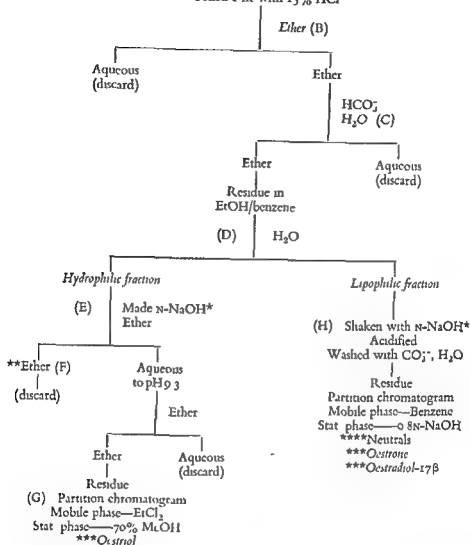 15% HCl
Ether (B)
Aqueous
(discard)
Ether
HCO₃⁻
H₂O (C)
Ether
Aqueous
(discard)
Residue in
EtOH/benzene
(D) H₂O
Hydrophilic fraction
Lipophilic fraction
(E) Made N-NaOH*
Ether
(H) Shaken with N-NaOH*
Acidified
Washed with CO₃⁻⁻, H₂O
**Ether (F)
(discard)
Aqueous
to pH 9 3
Ether
Residue
Partition chromatogram
Mobile phase—Benzene
Stat phase—0 8N-NaOH
****Neutrals
***Oestrone
***Oestradiol-17β
Ether
Aqueous
(discard)
Residue
(G) Partition chromatogram
Mobile phase—EtCl₂
Stat phase—70% MeOH
***Oestriol